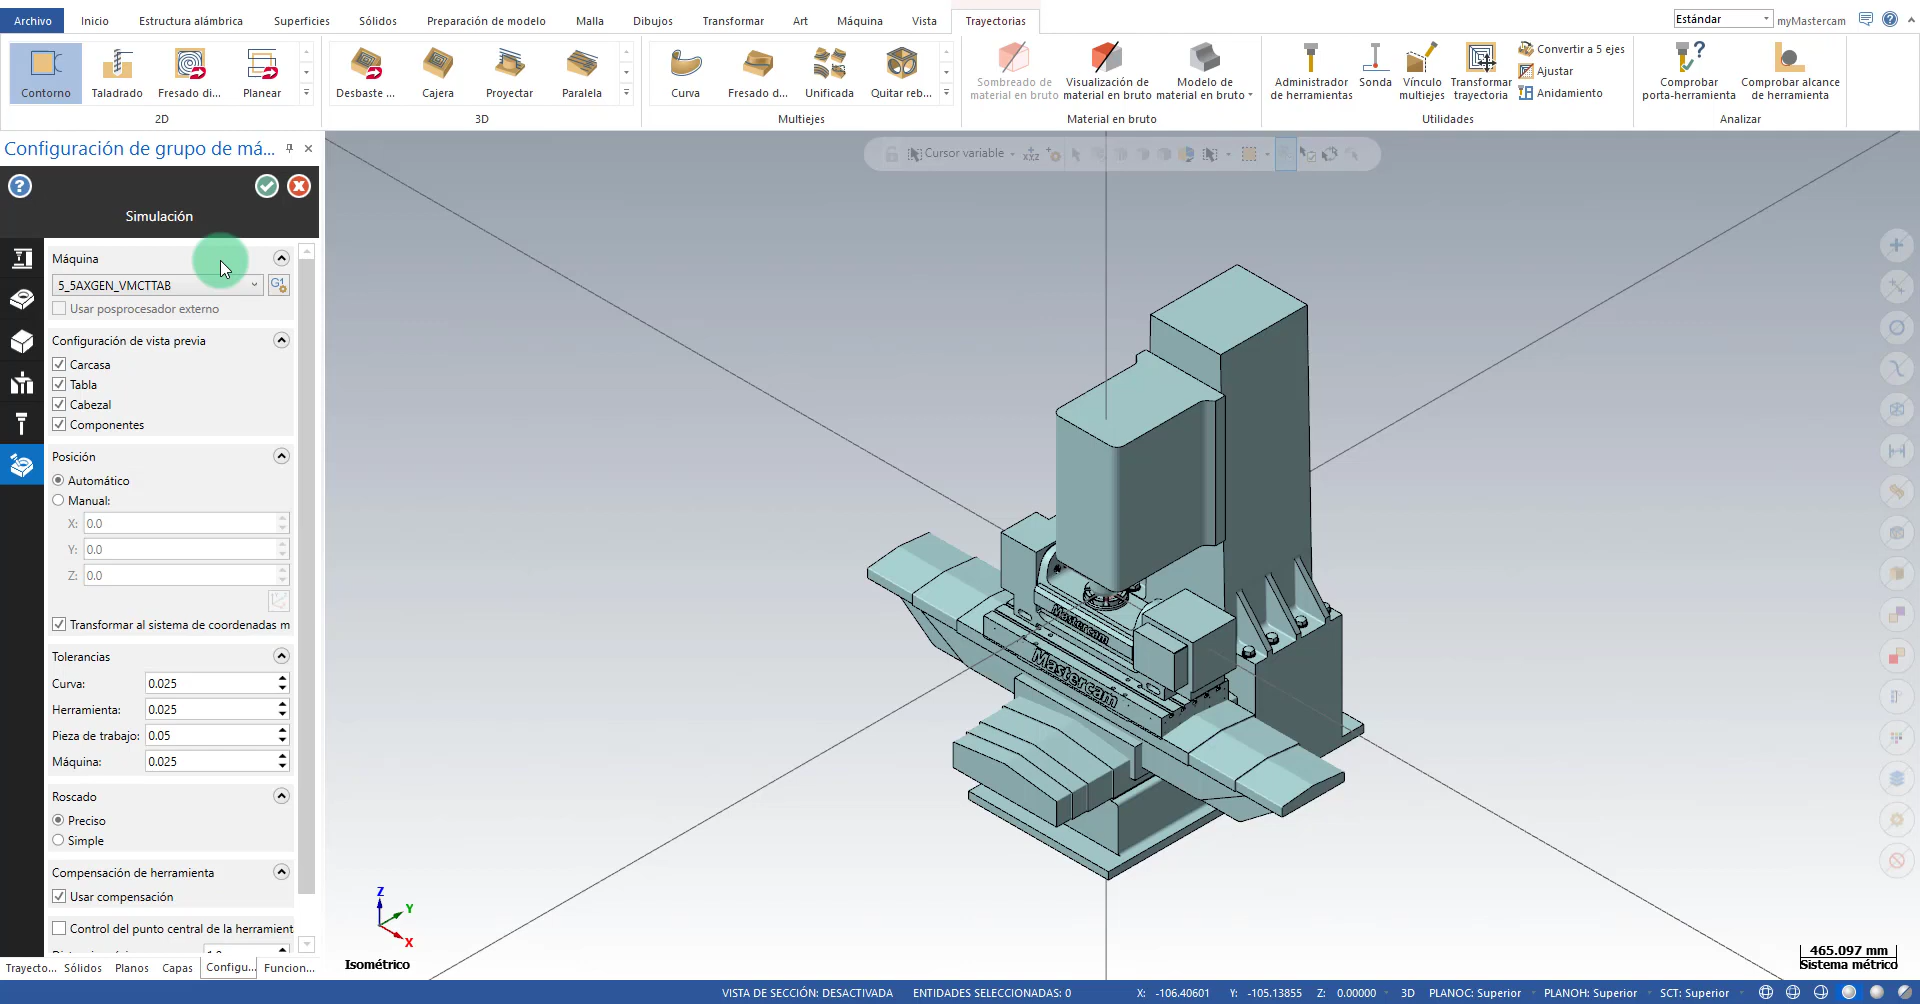 Archivo Inicio Estructura alámbrica Superficies Sólidos Preparación de modelo Malla Dibujos Transformar Art Máquina Vista Trayectorias Estándar myMastercam
Contorno Taladrado Fresado di... Planear Desbaste ... Cajera Proyectar Paralela Curva Fresado d... Unificada Quitar reb...
Sombreado de material en bruto
Visualización de material en bruto
Modelo de material en bruto
Administrador de herramientas
Sonda
Vínculo multiejes
Transformar trayectoria
Convertir a 5 ejes
Ajustar
Anidamiento
Comprobar porta-herramienta
Comprobar alcance de herramienta
2D 3D Multiejes Material en bruto Utilidades Analizar
Configuración de grupo de má...
Cursor variable
Simulación
Máquina
5_5AXGEN_VMCTTAB G1
Usar posprocesador externo
Configuración de vista previa
Carcasa
Tabla
Cabezal
Componentes
Posición
Automático
Manual:
X: 0.0
Y: 0.0
Z: 0.0
Transformar al sistema de coordenadas m
Tolerancias
Curva: 0.025
Herramienta: 0.025
Pieza de trabajo: 0.05
Máquina: 0.025
Roscado
Preciso
Simple
Compensación de herramienta
Usar compensación
Control del punto central de la herramient
Mastercam
Mastercam
Z
Y
X
Isométrico
465.097 mm
Sistema métrico
Trayecto... Sólidos Planos Capas Configu... Funcion...
VISTA DE SECCIÓN: DESACTIVADA ENTIDADES SELECCIONADAS: 0 X: -106.40601 Y: -105.13855 Z: 0.00000 3D PLANOC: Superior PLANOH: Superior SCT: Superior